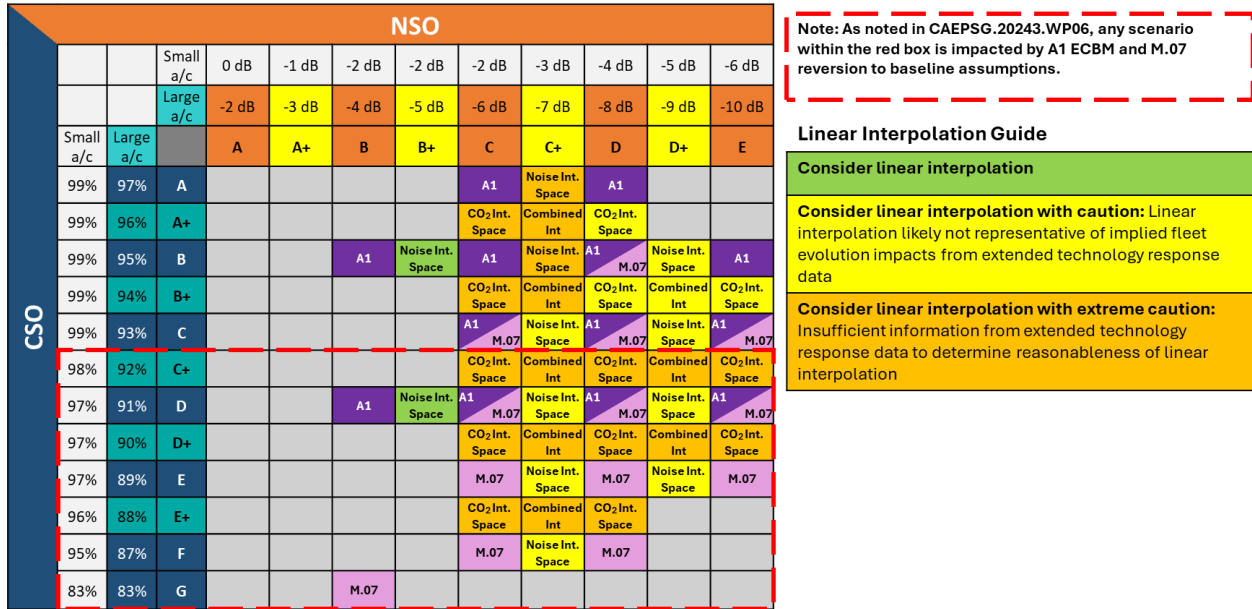 NSO
Small a/c 0 dB -1 dB -2 dB -2 dB -2 dB -3 dB -4 dB -5 dB -6 dB
Large a/c -2 dB -3 dB -4 dB -5 dB -6 dB -7 dB -8 dB -9 dB -10 dB
Small a/c Large a/c A A+ B B+ C C+ D D+ E
CSO
99% 97% A A1 Noise Int. Space A1
99% 96% A+ CO₂ Int. Space Combined Int CO₂ Int. Space
99% 95% B A1 Noise Int. Space A1 Noise Int. Space A1 M.07 Noise Int. Space A1
99% 94% B+ CO₂ Int. Space Combined Int CO₂ Int. Space Combined Int CO₂ Int. Space
99% 93% C A1 M.07 Noise Int. Space A1 M.07 Noise Int. Space A1 M.07
98% 92% C+ CO₂ Int. Space Combined Int CO₂ Int. Space Combined Int CO₂ Int. Space
97% 91% D A1 Noise Int. Space A1 M.07 Noise Int. Space A1 M.07 Noise Int. Space A1 M.07
97% 90% D+ CO₂ Int. Space Combined Int CO₂ Int. Space Combined Int CO₂ Int. Space
97% 89% E M.07 Noise Int. Space M.07 Noise Int. Space M.07
96% 88% E+ CO₂ Int. Space Combined Int CO₂ Int. Space
95% 87% F M.07 Noise Int. Space M.07
83% 83% G M.07
Note: As noted in CAEPSG.20243.WP06, any scenario
within the red box is impacted by A1 ECBM and M.07
reversion to baseline assumptions.
Linear Interpolation Guide
Consider linear interpolation
Consider linear interpolation with caution: Linear
interpolation likely not representative of implied fleet
evolution impacts from extended technology response
data
Consider linear interpolation with extreme caution:
Insufficient information from extended technology
response data to determine reasonableness of linear
interpolation